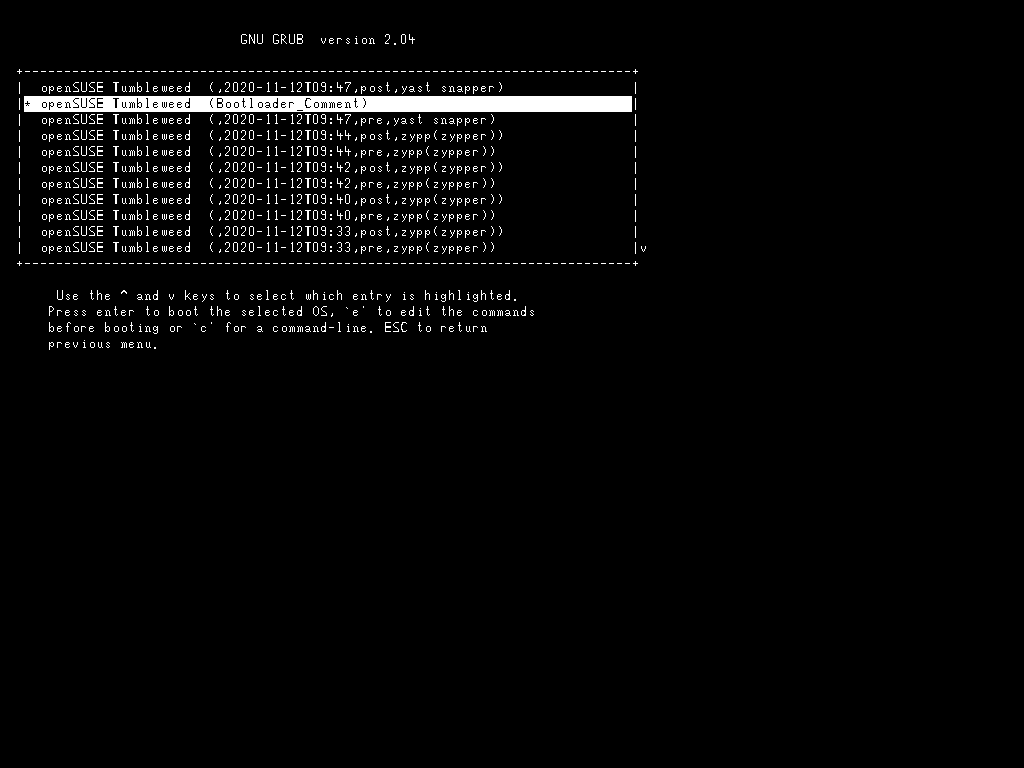 GNU GRUB  version 2.04
+----------------------------------------------------------------------------+
|  openSUSE Tumbleweed  (,2020-11-12T09:47,post,yast snapper)                |
|* openSUSE Tumbleweed  (Bootloader_Comment)                                 |
|  openSUSE Tumbleweed  (,2020-11-12T09:47,pre,yast snapper)                 |
|  openSUSE Tumbleweed  (,2020-11-12T09:44,post,zypp(zypper))                |
|  openSUSE Tumbleweed  (,2020-11-12T09:44,pre,zypp(zypper))                 |
|  openSUSE Tumbleweed  (,2020-11-12T09:42,post,zypp(zypper))                |
|  openSUSE Tumbleweed  (,2020-11-12T09:42,pre,zypp(zypper))                 |
|  openSUSE Tumbleweed  (,2020-11-12T09:40,post,zypp(zypper))                |
|  openSUSE Tumbleweed  (,2020-11-12T09:40,pre,zypp(zypper))                 |
|  openSUSE Tumbleweed  (,2020-11-12T09:33,post,zypp(zypper))                |
|  openSUSE Tumbleweed  (,2020-11-12T09:33,pre,zypp(zypper))                 |v
+----------------------------------------------------------------------------+
Use the ^ and v keys to select which entry is highlighted.
Press enter to boot the selected OS, `e' to edit the commands
before booting or `c' for a command-line. ESC to return
previous menu.